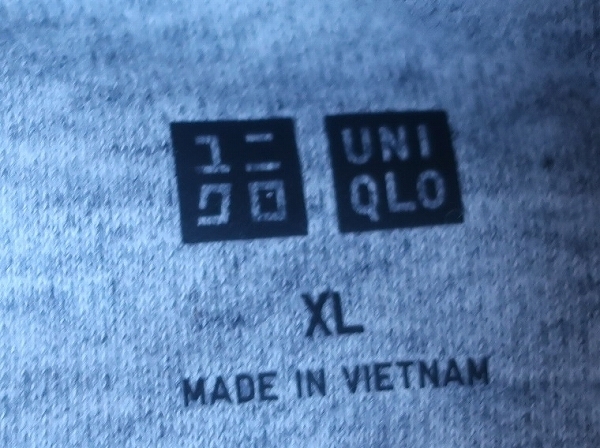 ユニ UNI
クロ QLO
XL
MADE IN VIETNAM